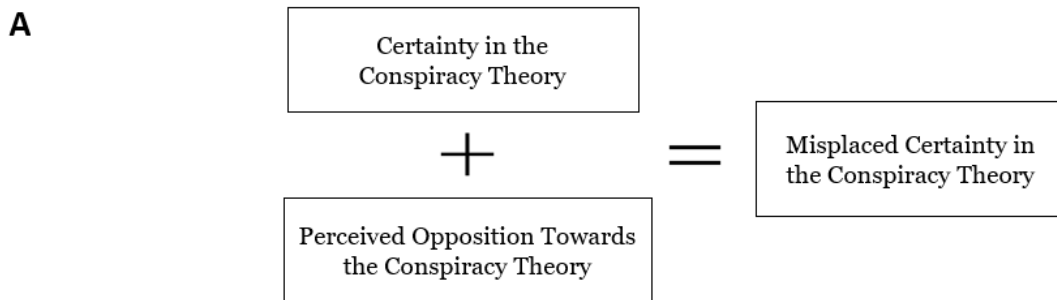 A
Certainty in the
Conspiracy Theory
+
=
Misplaced Certainty in
the Conspiracy Theory
Perceived Opposition Towards
the Conspiracy Theory